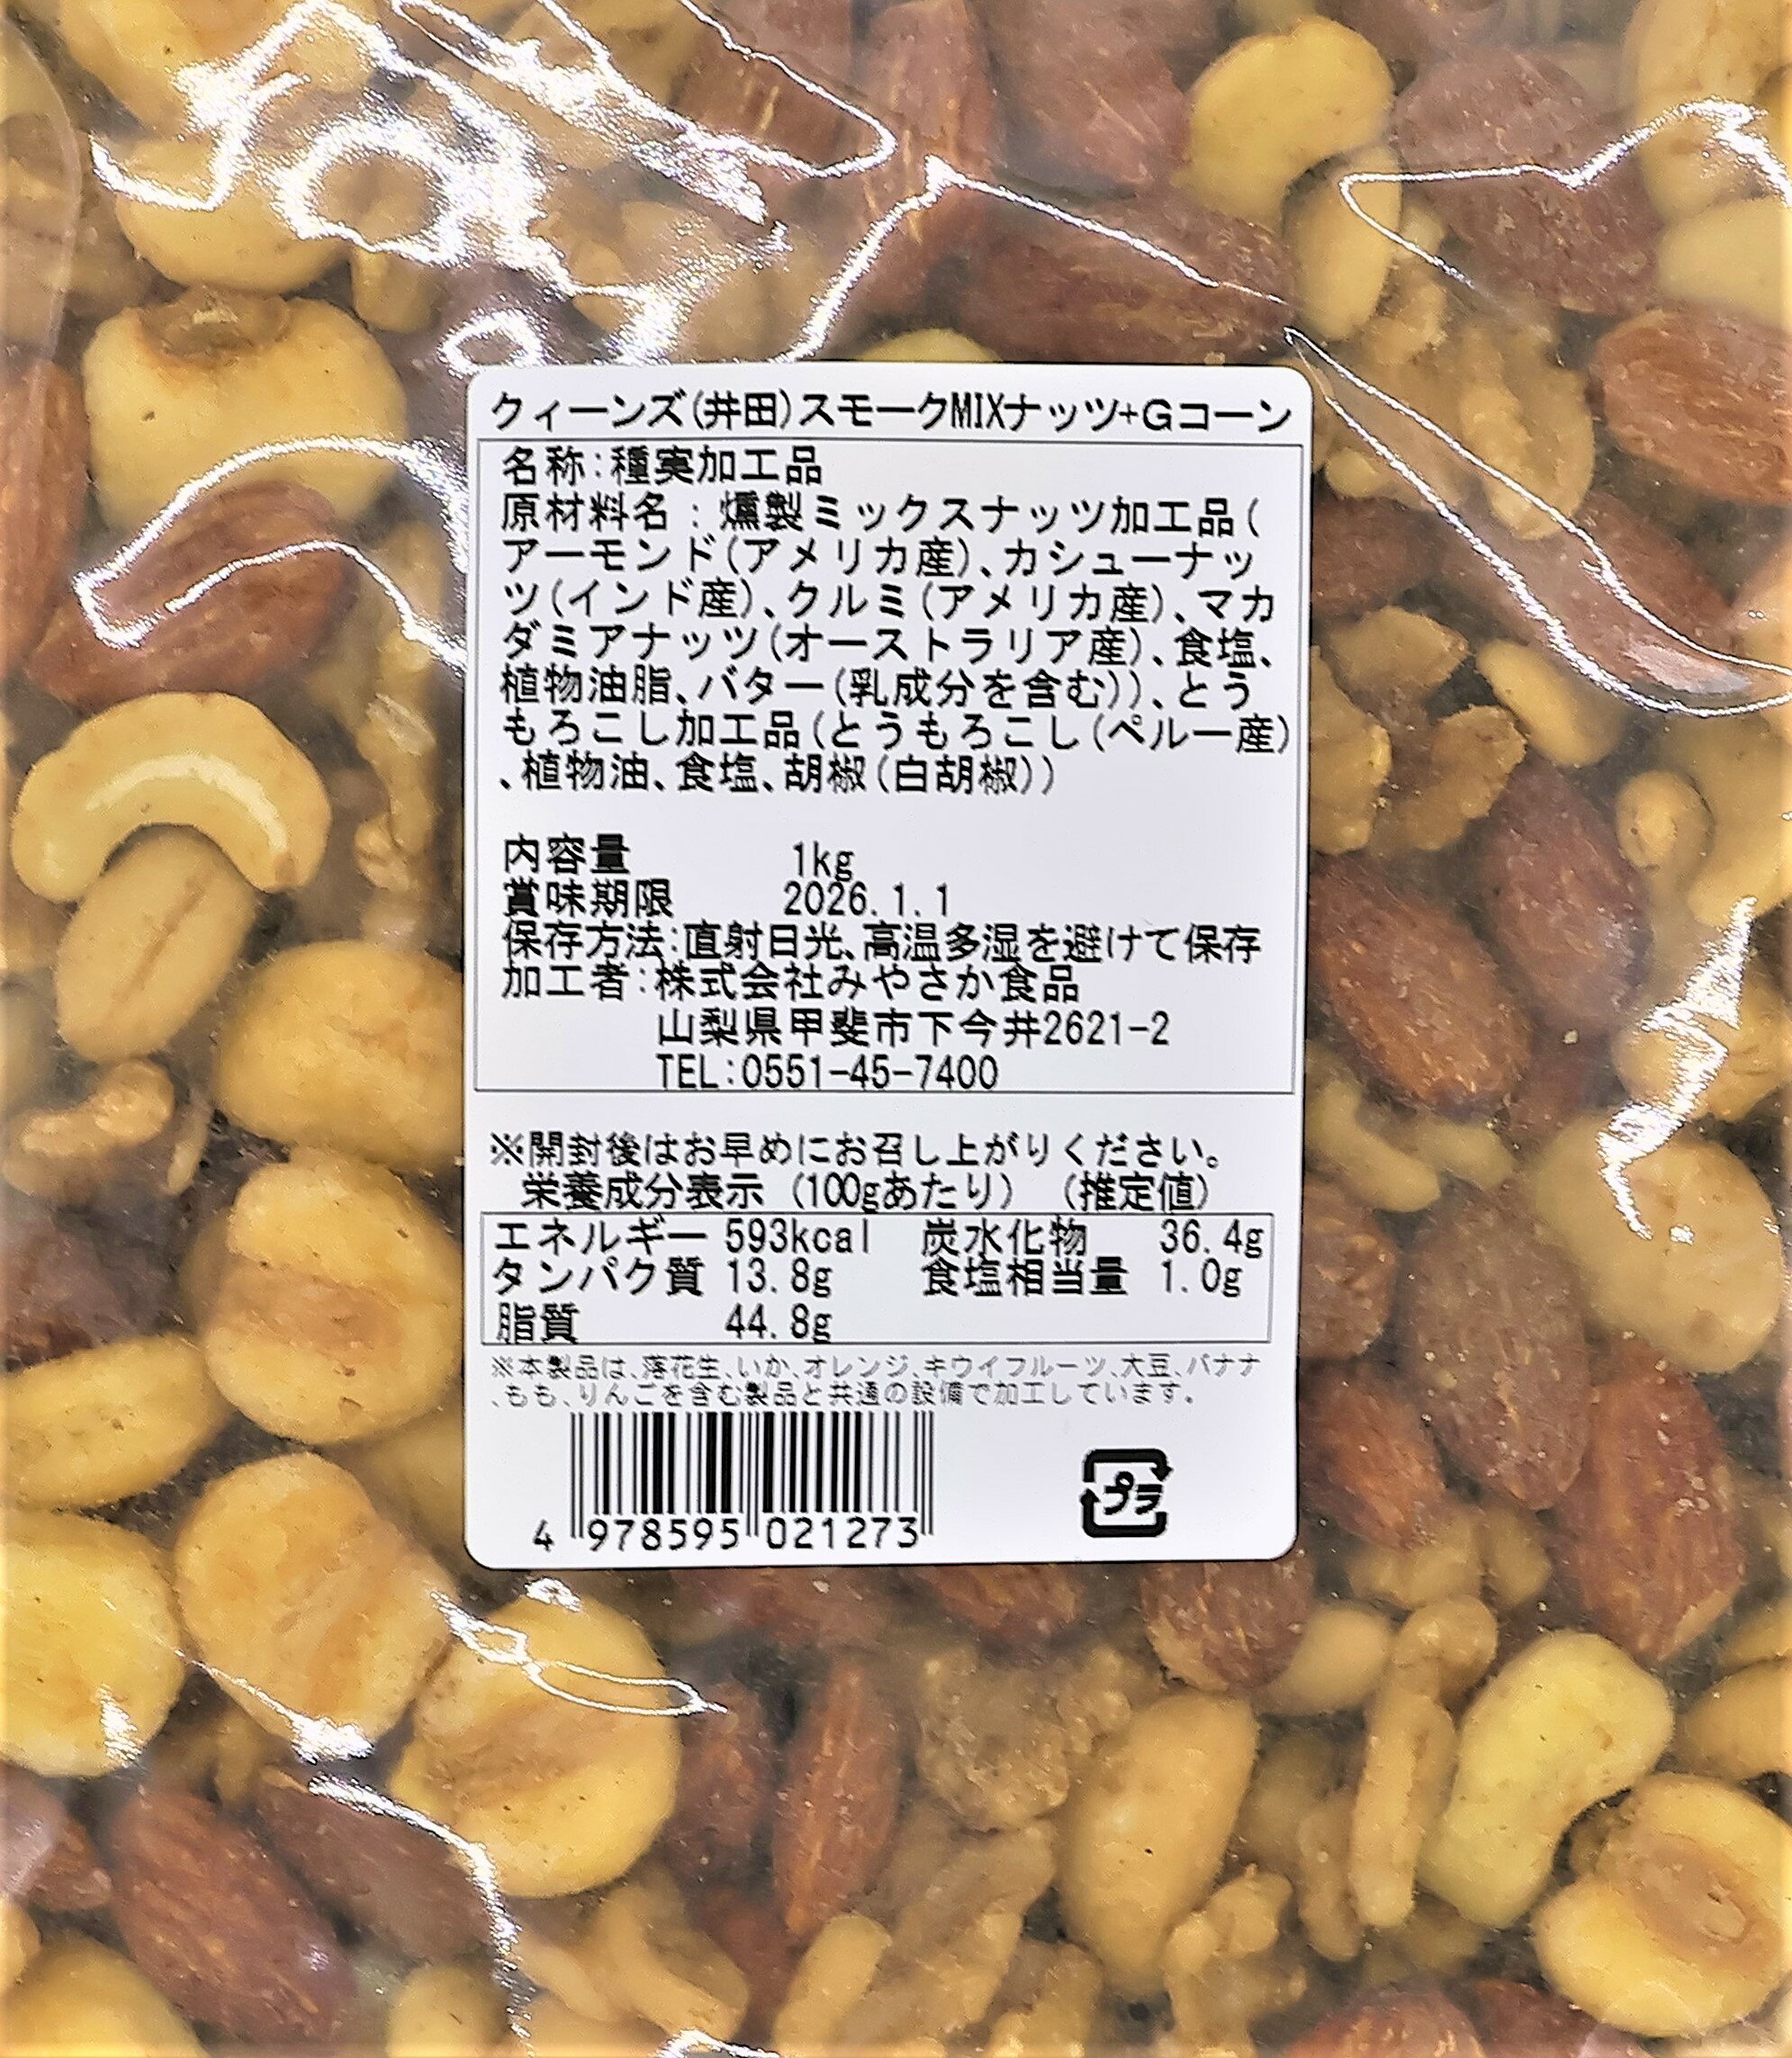 クィーンズ(井田)スモークMIXナッツ+Gコーン
名称:種実加工品
原材料名:燻製ミックスナッツ加工品(
アーモンド(アメリカ産)、カシューナッ
ツ(インド産)、クルミ(アメリカ産)、マカ
ダミアナッツ(オーストラリア産)、食塩、
植物油脂、バター(乳成分を含む))、とう
もろこし加工品(とうもろこし(ペルー産)
、植物油、食塩、胡椒(白胡椒))
内容量 1kg
賞味期限 2026.1.1
保存方法:直射日光、高温多湿を避けて保存
加工者:株式会社みやさか食品
山梨県甲斐市下今井2621-2
TEL:0551-45-7400
※開封後はお早めにお召し上がりください。
栄養成分表示(100gあたり)(推定値)
エネルギー 593kcal 炭水化物 36.4g
タンパク質 13.8g 食塩相当量 1.0g
脂質 44.8g
※本製品は、落花生、いか、オレンジ、キウイフルーツ、大豆、バナナ
、もも、りんごを含む製品と共通の設備で加工しています。
4 978595 021273
プラ